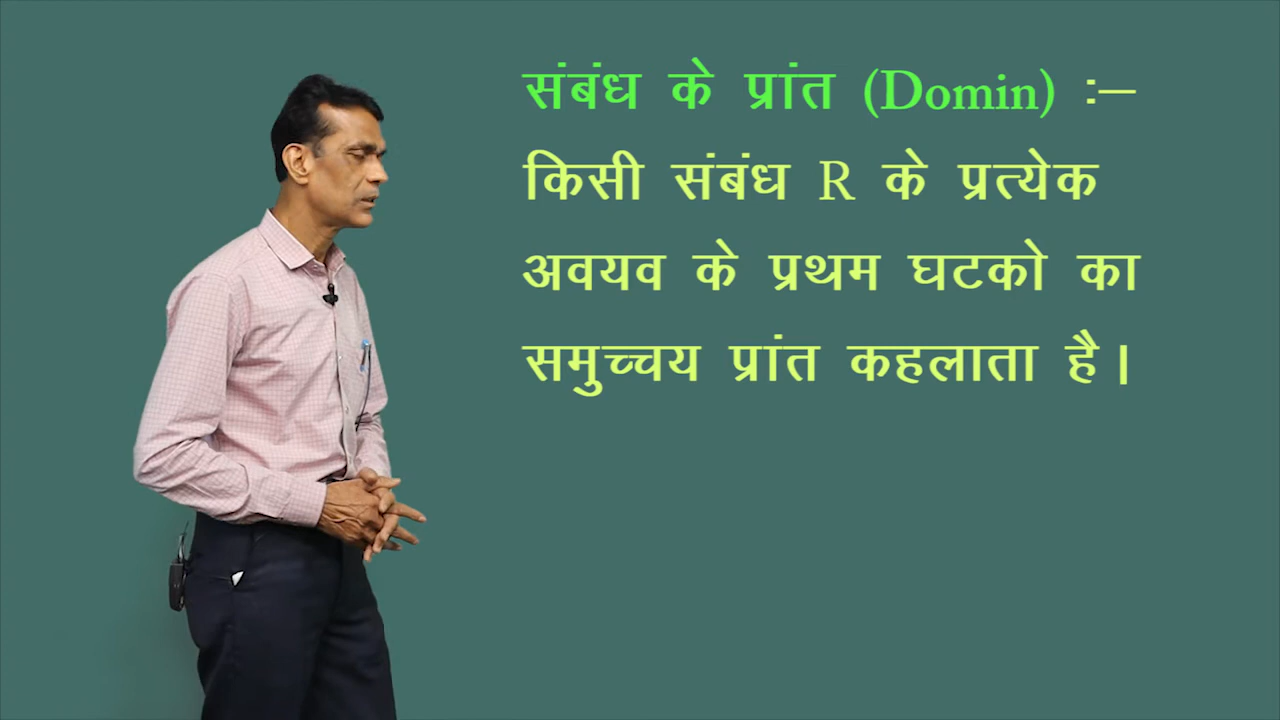 संबंध के प्रांत (Domin) :–
किसी संबंध R के प्रत्येक
अवयव के प्रथम घटको का
समुच्चय प्रांत कहलाता है।